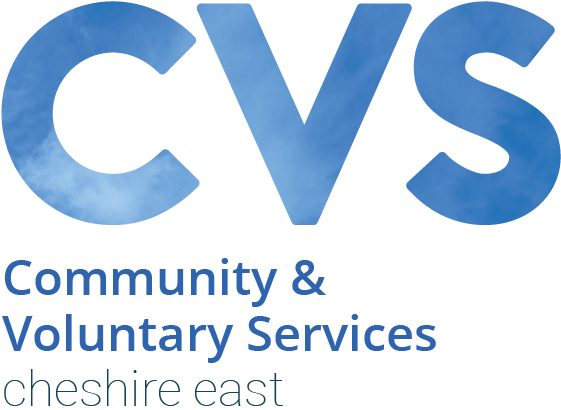 CVS
Community &
Voluntary Services
cheshire east